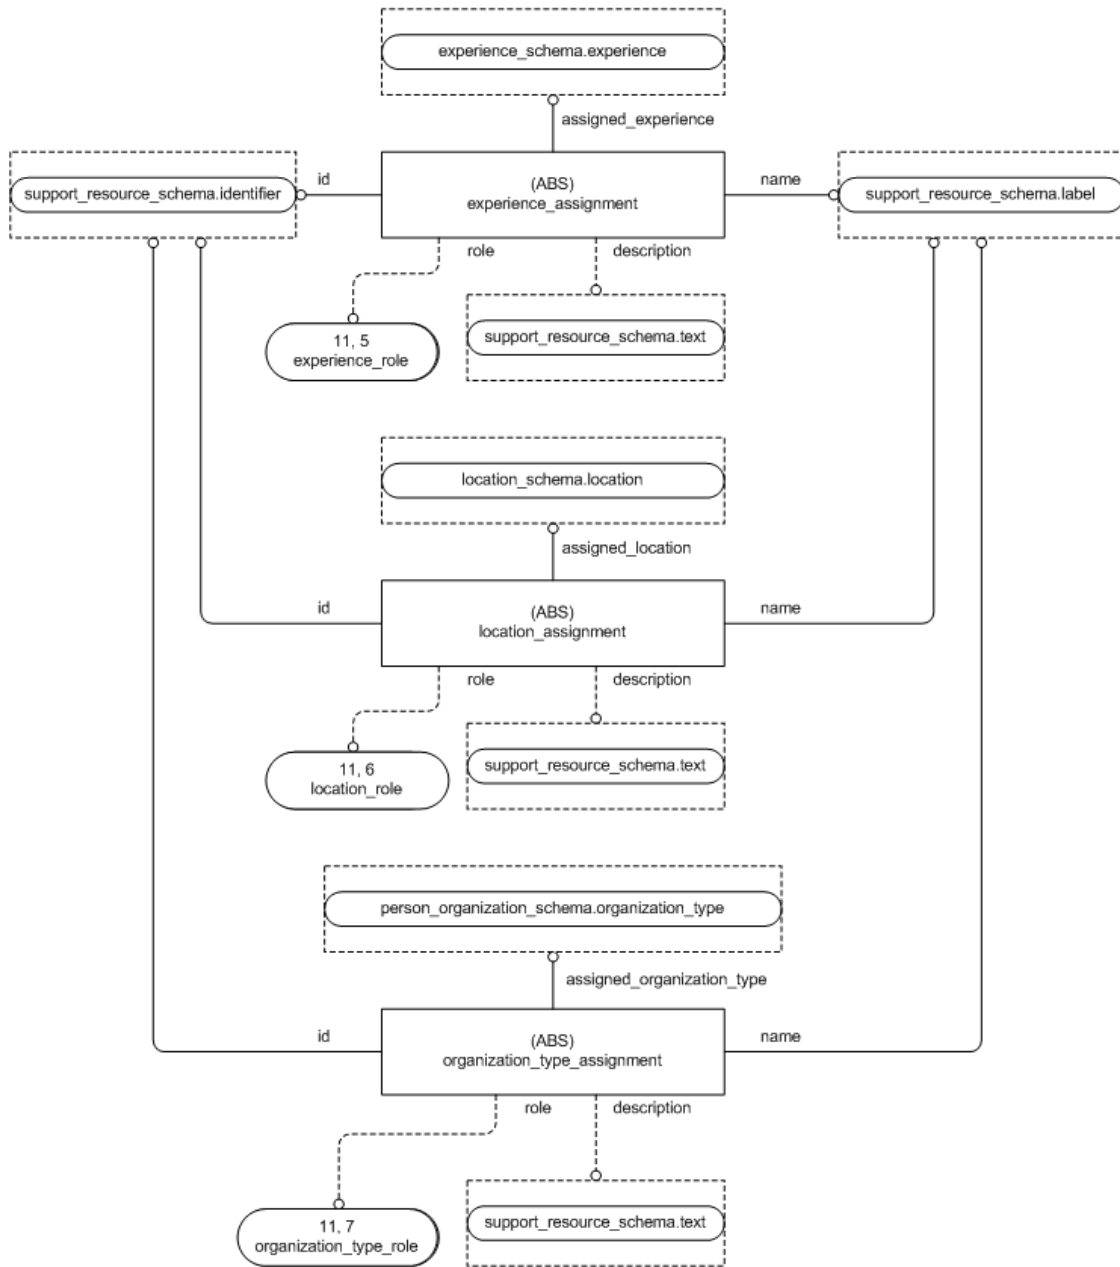 experience_schema.experience
assigned_experience
support_resource_schema.identifier
id
(ABS)
experience_assignment
name
support_resource_schema.label
role
description
11, 5
experience_role
support_resource_schema.text
location_schema.location
assigned_location
id
(ABS)
location_assignment
name
role
description
11, 6
location_role
support_resource_schema.text
person_organization_schema.organization_type
assigned_organization_type
id
(ABS)
organization_type_assignment
name
role
description
11, 7
organization_type_role
support_resource_schema.text